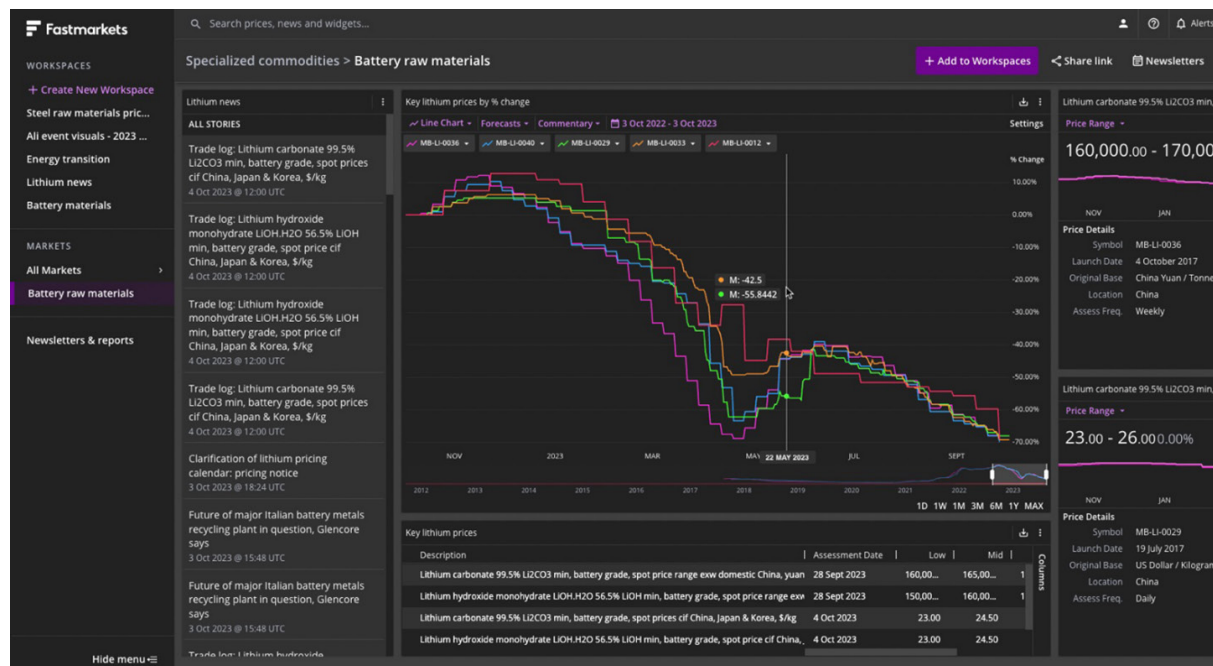 Fastmarkets
Search prices, news and widgets...
Alerts
WORKSPACES
+ Create New Workspace
Steel raw materials pric...
Ali event visuals - 2023 ...
Energy transition
Lithium news
Battery materials
MARKETS
All Markets
Battery raw materials
Newsletters & reports
Hide menu
Specialized commodities > Battery raw materials
+ Add to Workspaces
Share link
Newsletters
Lithium news
ALL STORIES
Trade log: Lithium carbonate 99.5%
Li2CO3 min, battery grade, spot prices
cif China, Japan & Korea, $/kg
4 Oct 2023 @ 12:00 UTC
Trade log: Lithium hydroxide
monohydrate LiOH.H2O 56.5% LiOH
min, battery grade, spot price cif
China, Japan & Korea, $/kg
4 Oct 2023 @ 12:00 UTC
Trade log: Lithium hydroxide
monohydrate LiOH.H2O 56.5% LiOH
min, battery grade, spot price cif
China, Japan & Korea, $/kg
4 Oct 2023 @ 12:00 UTC
Trade log: Lithium carbonate 99.5%
Li2CO3 min, battery grade, spot prices
cif China, Japan & Korea, $/kg
4 Oct 2023 @ 12:00 UTC
Clarification of lithium pricing
calendar: pricing notice
3 Oct 2023 @ 18:24 UTC
Future of major Italian battery metals
recycling plant in question, Glencore
says
3 Oct 2023 @ 15:48 UTC
Future of major Italian battery metals
recycling plant in question, Glencore
says
3 Oct 2023 @ 15:48 UTC
Trade log: Lithium hydroxide
Key lithium prices by % change
Line Chart
Forecasts
Commentary
3 Oct 2022 - 3 Oct 2023
Settings
MB-LI-0036
MB-LI-0040
MB-LI-0029
MB-LI-0033
MB-LI-0012
% Change
10.00%
0.00%
-10.00%
-20.00%
-30.00%
-40.00%
-50.00%
-60.00%
-70.00%
M: -42.5
M: -55.8442
NOV 2023 MAR MAY 22 MAY 2023 JUL SEPT
2012 2013 2014 2015 2016 2017 2018 2019 2020 2021 2022 2023
1D 1W 1M 3M 6M 1Y MAX
Key lithium prices
Description Assessment Date Low Mid
Lithium carbonate 99.5% Li2CO3 min, battery grade, spot price range exw domestic China, yuan 28 Sept 2023 160,00... 165,00... 1
Lithium hydroxide monohydrate LiOH.H2O 56.5% LiOH min, battery grade, spot price range exw 28 Sept 2023 150,00... 160,00... 1
Lithium carbonate 99.5% Li2CO3 min, battery grade, spot prices cif China, Japan & Korea, $/kg 4 Oct 2023 23.00 24.50
Lithium hydroxide monohydrate LiOH.H2O 56.5% LiOH min, battery grade, spot price cif China, 4 Oct 2023 23.00 24.50
Columns
Lithium carbonate 99.5% Li2CO3 min,
Price Range
160,000.00 - 170,00
NOV JAN
Price Details
Symbol MB-LI-0036
Launch Date 4 October 2017
Original Base China Yuan / Tonne
Location China
Assess Freq. Weekly
Lithium carbonate 99.5% Li2CO3 min,
Price Range
23.00 - 26.00 0.00%
NOV JAN
Price Details
Symbol MB-LI-0029
Launch Date 19 July 2017
Original Base US Dollar / Kilogram
Location China
Assess Freq. Daily